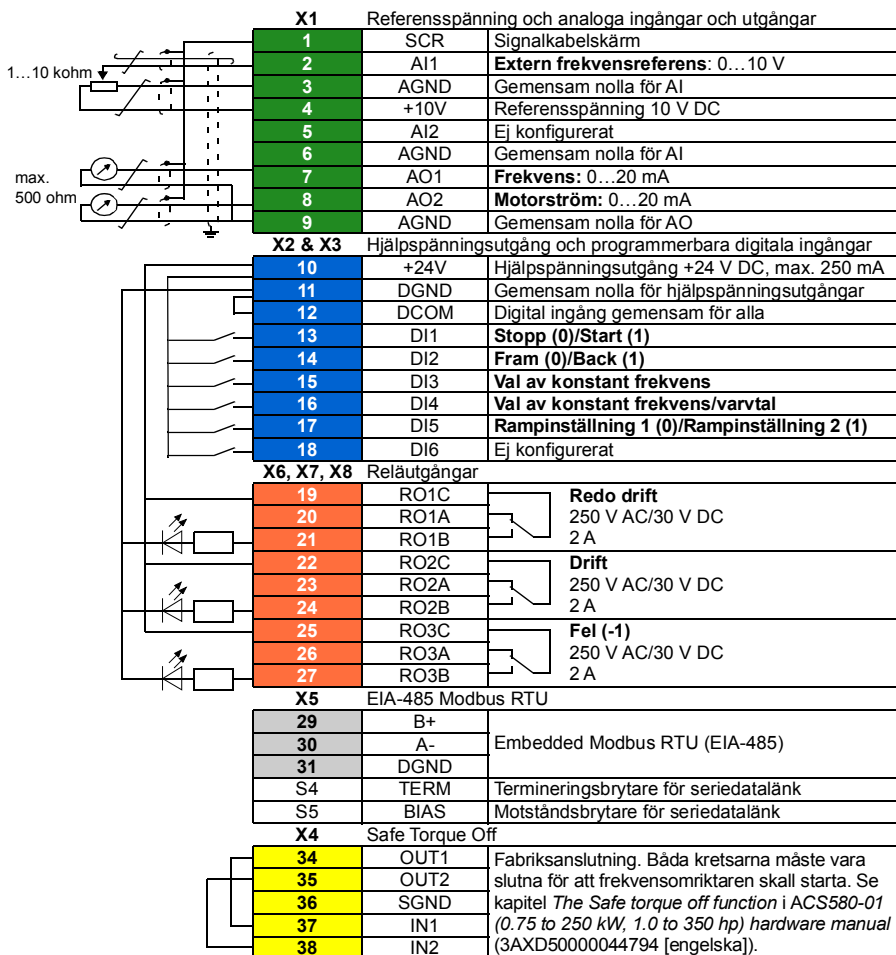 X1 Referensspänning och analoga ingångar och utgångar
1 SCR Signalkabelskärm
2 AI1 Extern frekvensreferens: 0…10 V
1…10 kohm
3 AGND Gemensam nolla för AI
4 +10V Referensspänning 10 V DC
5 AI2 Ej konfigurerat
6 AGND Gemensam nolla för AI
7 AO1 Frekvens: 0…20 mA
max.
500 ohm
8 AO2 Motorström: 0…20 mA
9 AGND Gemensam nolla för AO
X2 & X3 Hjälpspänningsutgång och programmerbara digitala ingångar
10 +24V Hjälpspänningsutgång +24 V DC, max. 250 mA
11 DGND Gemensam nolla för hjälpspänningsutgångar
12 DCOM Digital ingång gemensam för alla
13 DI1 Stopp (0)/Start (1)
14 DI2 Fram (0)/Back (1)
15 DI3 Val av konstant frekvens
16 DI4 Val av konstant frekvens/varvtal
17 DI5 Rampinställning 1 (0)/Rampinställning 2 (1)
18 DI6 Ej konfigurerat
X6, X7, X8 Reläutgångar
19 RO1C Redo drift
20 RO1A 250 V AC/30 V DC
21 RO1B 2 A
22 RO2C Drift
23 RO2A 250 V AC/30 V DC
24 RO2B 2 A
25 RO3C Fel (-1)
26 RO3A 250 V AC/30 V DC
27 RO3B 2 A
X5 EIA-485 Modbus RTU
29 B+
30 A- Embedded Modbus RTU (EIA-485)
31 DGND
S4 TERM Termineringsbrytare för seriedatalänk
S5 BIAS Motståndsbrytare för seriedatalänk
X4 Safe Torque Off
34 OUT1 Fabriksanslutning. Båda kretsarna måste vara
35 OUT2 slutna för att frekvensomriktaren skall starta. Se
36 SGND kapitel The Safe torque off function i ACS580-01
37 IN1 (0.75 to 250 kW, 1.0 to 350 hp) hardware manual
38 IN2 (3AXD50000044794 [engelska]).